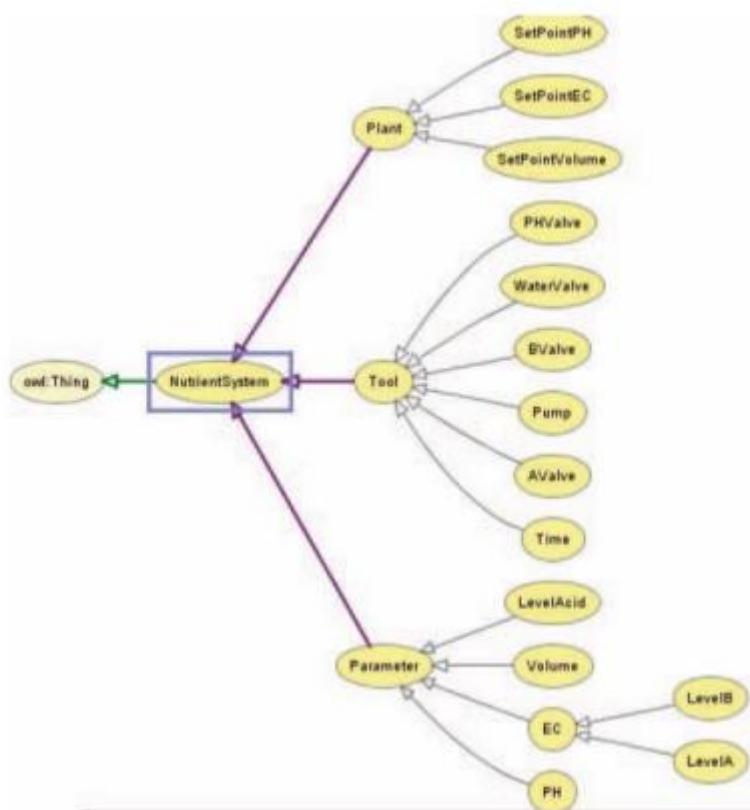 SetPointPH
SetPointEC
Plant
SetPointVolume
PHValve
WaterValve
BValve
owl:Thing
NutrientSystem
Tool
Pump
AValve
Time
LevelAcid
Parameter
Volume
LevelB
EC
LevelA
PH